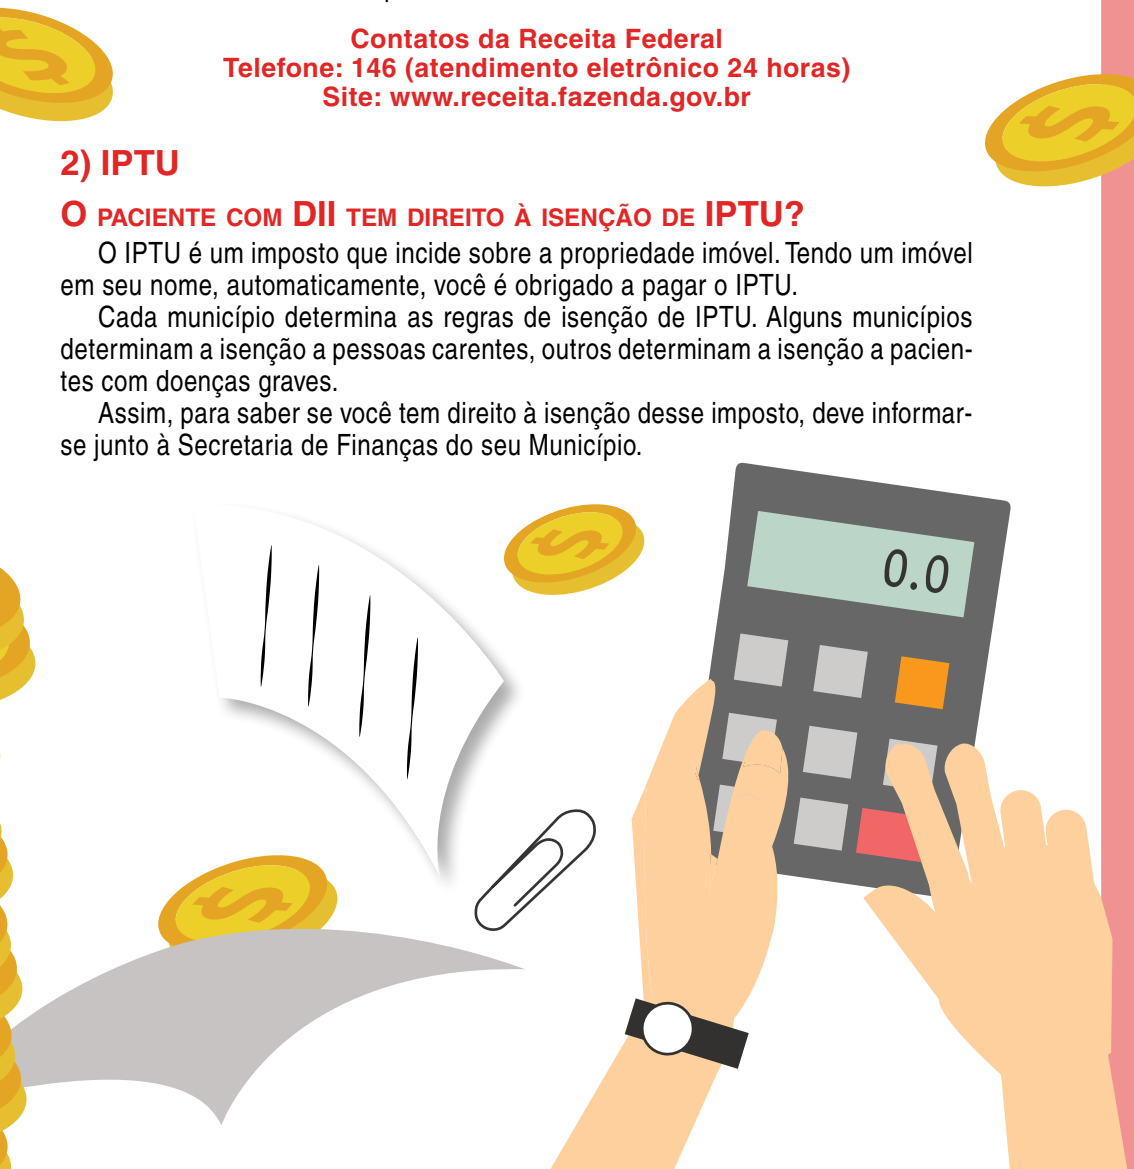 Contatos da Receita Federal
Telefone: 146 (atendimento eletrônico 24 horas)
Site: www.receita.fazenda.gov.br
2) IPTU
O PACIENTE COM DII TEM DIREITO À ISENÇÃO DE IPTU?
O IPTU é um imposto que incide sobre a propriedade imóvel. Tendo um imóvel
em seu nome, automaticamente, você é obrigado a pagar o IPTU.
Cada município determina as regras de isenção de IPTU. Alguns municípios
determinam a isenção a pessoas carentes, outros determinam a isenção a pacien-
tes com doenças graves.
Assim, para saber se você tem direito à isenção desse imposto, deve informar-
se junto à Secretaria de Finanças do seu Município.
0.0